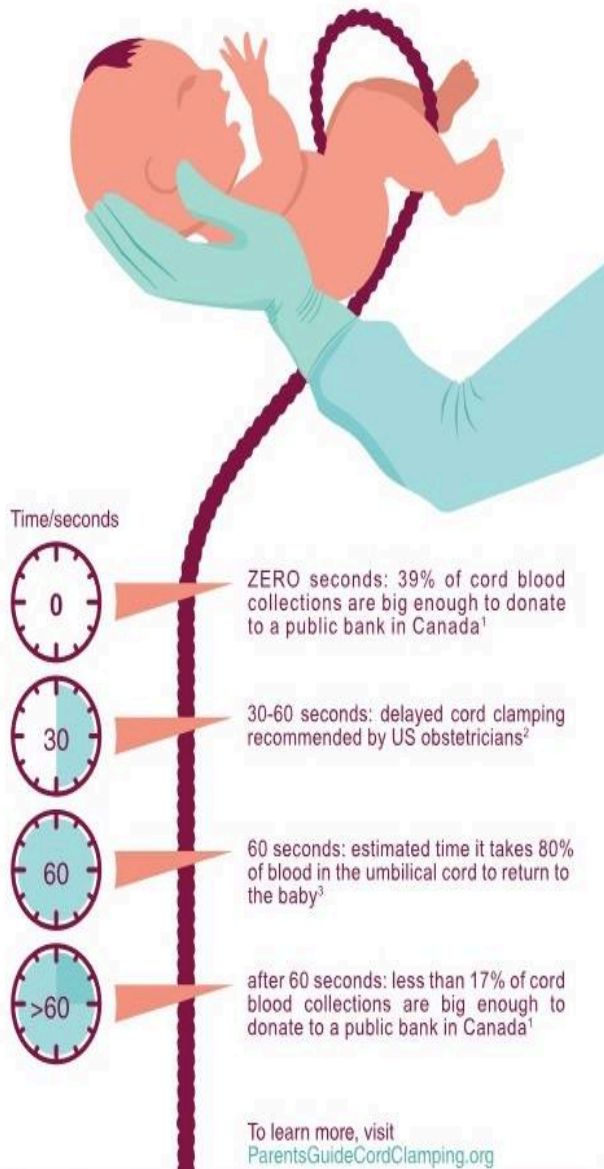 Time/seconds
0
ZERO seconds: 39% of cord blood
collections are big enough to donate
to a public bank in Canada¹
30
30-60 seconds: delayed cord clamping
recommended by US obstetricians²
60
60 seconds: estimated time it takes 80%
of blood in the umbilical cord to return to
the baby³
>60
after 60 seconds: less than 17% of cord
blood collections are big enough to
donate to a public bank in Canada¹
To learn more, visit
ParentsGuideCordClamping.org